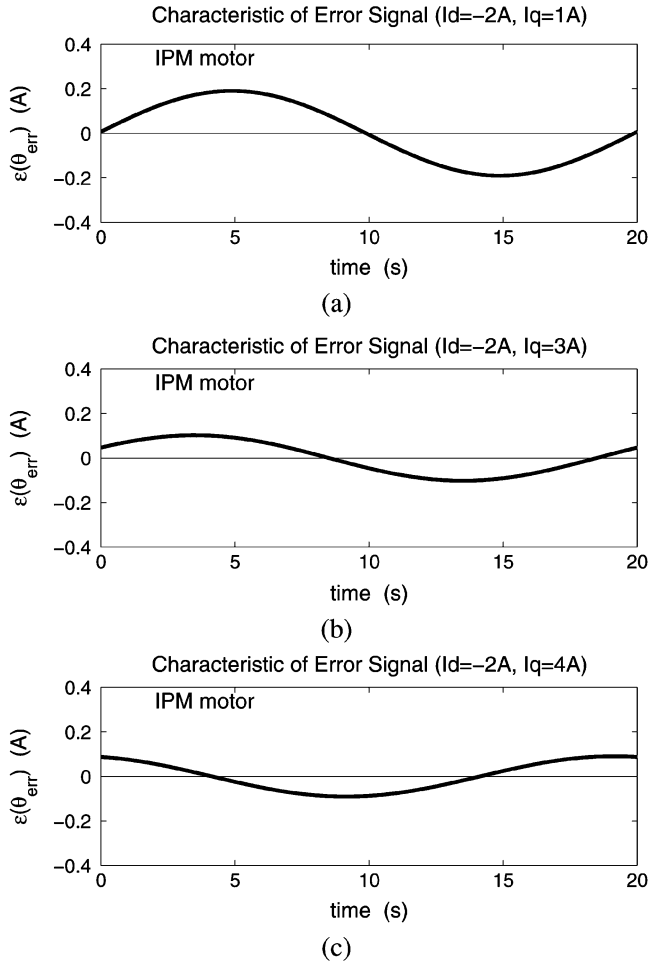 Characteristic of Error Signal (Id=−2A, Iq=1A)
IPM motor
0.4
0.2
0
−0.2
−0.4
ε(θerr) (A)
0 5 10 15 20
time (s)
(a)
Characteristic of Error Signal (Id=−2A, Iq=3A)
IPM motor
0.4
0.2
0
−0.2
−0.4
ε(θerr) (A)
0 5 10 15 20
time (s)
(b)
Characteristic of Error Signal (Id=−2A, Iq=4A)
IPM motor
0.4
0.2
0
−0.2
−0.4
ε(θerr) (A)
0 5 10 15 20
time (s)
(c)